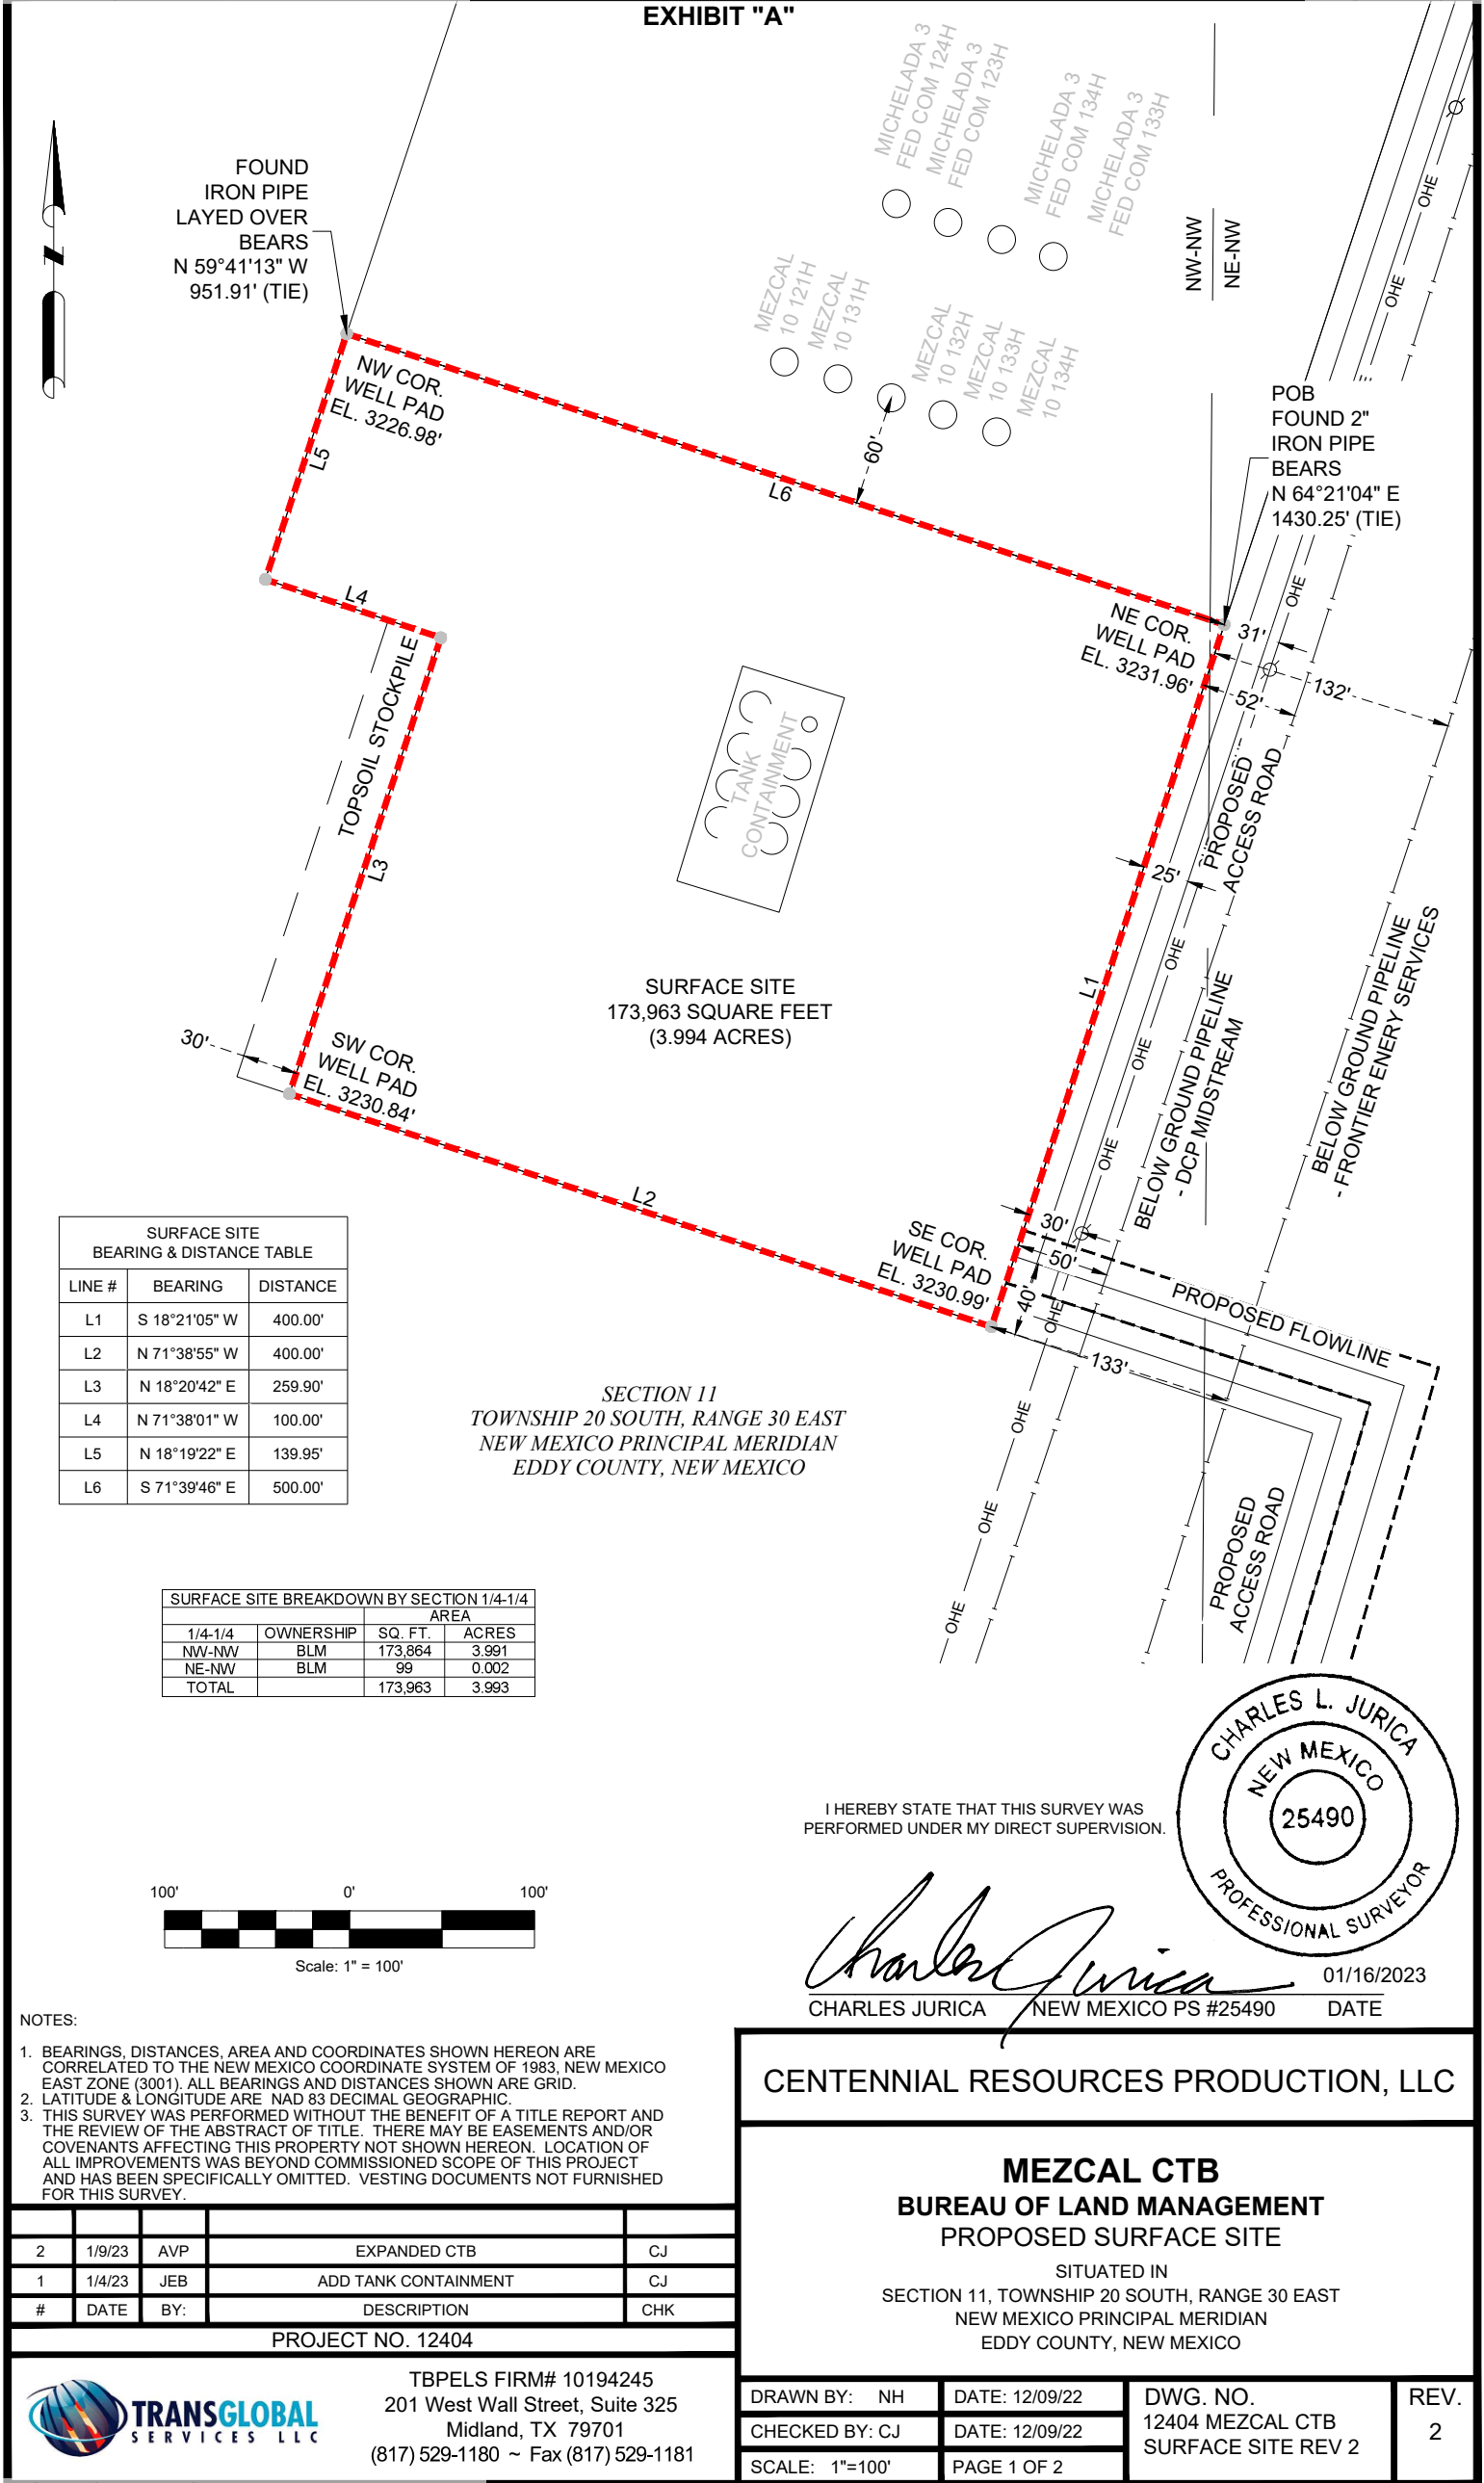 EXHIBIT "A"
MICHELADA 3
FED COM 124H
MICHELADA 3
FED COM 123H
MICHELADA 3
FED COM 134H
MICHELADA 3
FED COM 133H
FOUND
IRON PIPE
LAYED OVER
BEARS
N 59°41'13" W
951.91' (TIE)
N
NW-NW
NE-NW
OHE
OHE
MEZCAL
10 121H
MEZCAL
10 131H
MEZCAL
10 132H
MEZCAL
10 133H
MEZCAL
10 134H
NW COR.
WELL PAD
EL. 3226.98'
60'
L5
L6
POB
FOUND 2"
IRON PIPE
BEARS
N 64°21'04" E
1430.25' (TIE)
OHE
L4
NE COR.
WELL PAD
EL. 3231.96'
31'
132'
52'
TOPSOIL STOCKPILE
TANK
CONTAINMENT
PROPOSED
ACCESS ROAD
L3
25'
OHE
L1
SURFACE SITE
173,963 SQUARE FEET
(3.994 ACRES)
BELOW GROUND PIPELINE
- DCP MIDSTREAM
BELOW GROUND PIPELINE
- FRONTIER ENERY SERVICES
30'
SW COR.
WELL PAD
EL. 3230.84'
OHE
OHE
L2
SE COR.
WELL PAD
EL. 3230.99'
30'
50'
40'
OHE
PROPOSED FLOWLINE
133'
SURFACE SITE
BEARING & DISTANCE TABLE
LINE # BEARING DISTANCE
L1 S 18°21'05" W 400.00'
L2 N 71°38'55" W 400.00'
L3 N 18°20'42" E 259.90'
L4 N 71°38'01" W 100.00'
L5 N 18°19'22" E 139.95'
L6 S 71°39'46" E 500.00'
SECTION 11
TOWNSHIP 20 SOUTH, RANGE 30 EAST
NEW MEXICO PRINCIPAL MERIDIAN
EDDY COUNTY, NEW MEXICO
OHE
OHE
OHE
PROPOSED
ACCESS ROAD
SURFACE SITE BREAKDOWN BY SECTION 1/4-1/4
AREA
1/4-1/4 OWNERSHIP SQ. FT. ACRES
NW-NW BLM 173,864 3.991
NE-NW BLM 99 0.002
TOTAL 173,963 3.993
CHARLES L. JURICA
NEW MEXICO
25490
PROFESSIONAL SURVEYOR
I HEREBY STATE THAT THIS SURVEY WAS
PERFORMED UNDER MY DIRECT SUPERVISION.
100' 0' 100'
Scale: 1" = 100'
Charles Jurica
01/16/2023
CHARLES JURICA NEW MEXICO PS #25490 DATE
NOTES:
1. BEARINGS, DISTANCES, AREA AND COORDINATES SHOWN HEREON ARE
CORRELATED TO THE NEW MEXICO COORDINATE SYSTEM OF 1983, NEW MEXICO
EAST ZONE (3001). ALL BEARINGS AND DISTANCES SHOWN ARE GRID.
2. LATITUDE & LONGITUDE ARE NAD 83 DECIMAL GEOGRAPHIC.
3. THIS SURVEY WAS PERFORMED WITHOUT THE BENEFIT OF A TITLE REPORT AND
THE REVIEW OF THE ABSTRACT OF TITLE. THERE MAY BE EASEMENTS AND/OR
COVENANTS AFFECTING THIS PROPERTY NOT SHOWN HEREON. LOCATION OF
ALL IMPROVEMENTS WAS BEYOND COMMISSIONED SCOPE OF THIS PROJECT
AND HAS BEEN SPECIFICALLY OMITTED. VESTING DOCUMENTS NOT FURNISHED
FOR THIS SURVEY.
2 1/9/23 AVP EXPANDED CTB CJ
1 1/4/23 JEB ADD TANK CONTAINMENT CJ
# DATE BY: DESCRIPTION CHK
PROJECT NO. 12404
TRANSGLOBAL
SERVICES LLC
TBPELS FIRM# 10194245
201 West Wall Street, Suite 325
Midland, TX 79701
(817) 529-1180 ~ Fax (817) 529-1181
CENTENNIAL RESOURCES PRODUCTION, LLC
MEZCAL CTB
BUREAU OF LAND MANAGEMENT
PROPOSED SURFACE SITE
SITUATED IN
SECTION 11, TOWNSHIP 20 SOUTH, RANGE 30 EAST
NEW MEXICO PRINCIPAL MERIDIAN
EDDY COUNTY, NEW MEXICO
DRAWN BY: NH DATE: 12/09/22
CHECKED BY: CJ DATE: 12/09/22
SCALE: 1"=100' PAGE 1 OF 2
DWG. NO.
12404 MEZCAL CTB
SURFACE SITE REV 2
REV.
2